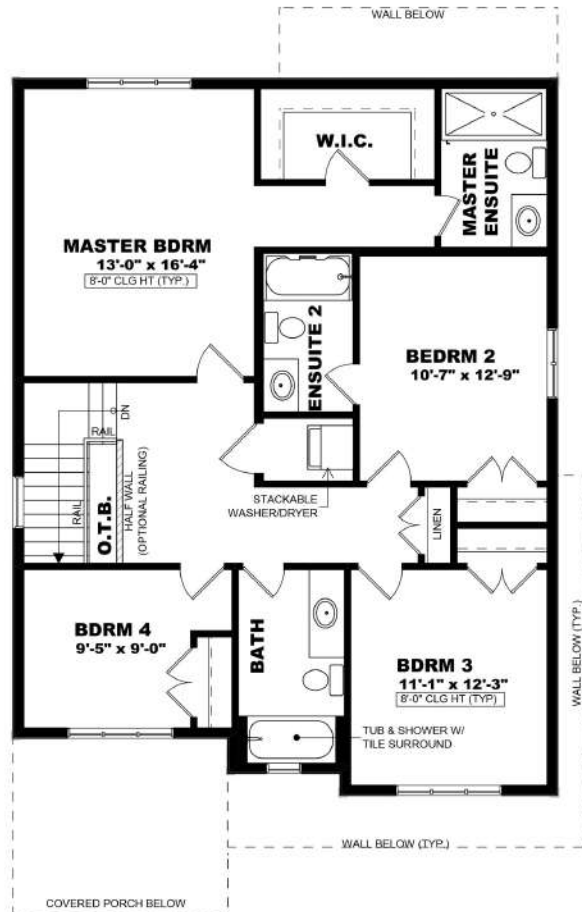 WALL BELOW
W.I.C.
MASTER
ENSUITE
MASTER BDRM
13'-0" x 16'-4"
8'-0" CLG HT (TYP.)
ENSUITE 2
BEDRM 2
10'-7" x 12'-9"
DN
RAIL
RAIL
O.T.B.
HALF WALL
(OPTIONAL RAILING)
STACKABLE
WASHER/DRYER
LINEN
BDRM 4
9'-5" x 9'-0"
BATH
BDRM 3
11'-1" x 12'-3"
8'-0" CLG HT (TYP)
WALL BELOW (TYP.)
TUB & SHOWER W/
TILE SURROUND
WALL BELOW (TYP.)
COVERED PORCH BELOW